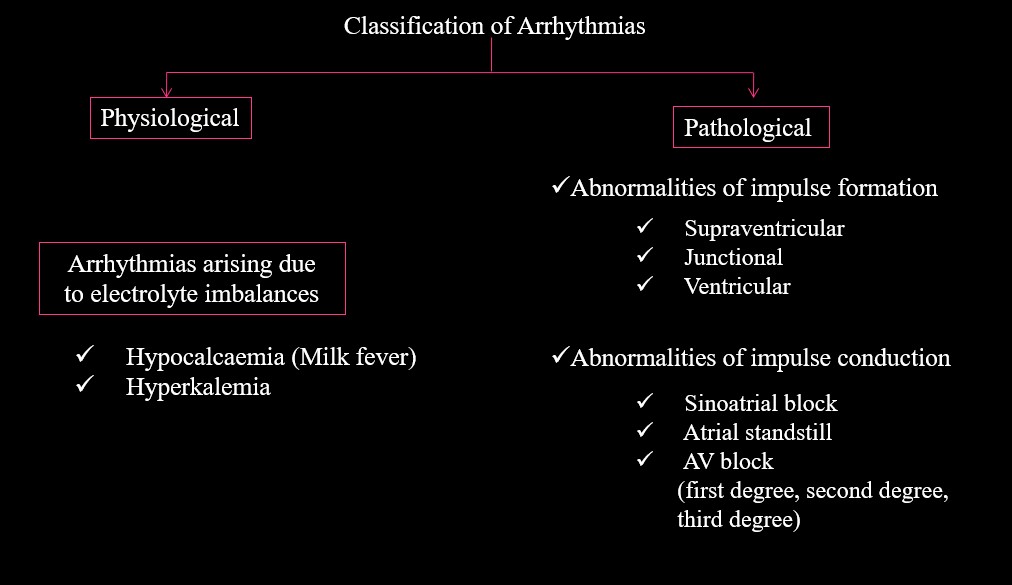 Classification of Arrhythmias
Physiological
Arrhythmias arising due
to electrolyte imbalances
✓ Hypocalcaemia (Milk fever)
✓ Hyperkalemia
Pathological
✓Abnormalities of impulse formation
✓ Supraventricular
✓ Junctional
✓ Ventricular
✓Abnormalities of impulse conduction
✓ Sinoatrial block
✓ Atrial standstill
✓ AV block
(first degree, second degree,
third degree)